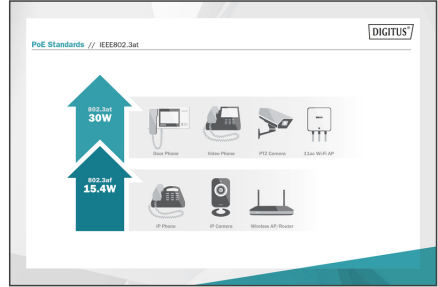 DIGITUS®
PoE Standards // IEEE802.3at
802.3at
30W
Door Phone Video Phone PTZ Camera 11ac Wi-Fi AP
802.3af
15.4W
IP Phone IP Camera Wireless AP/Router